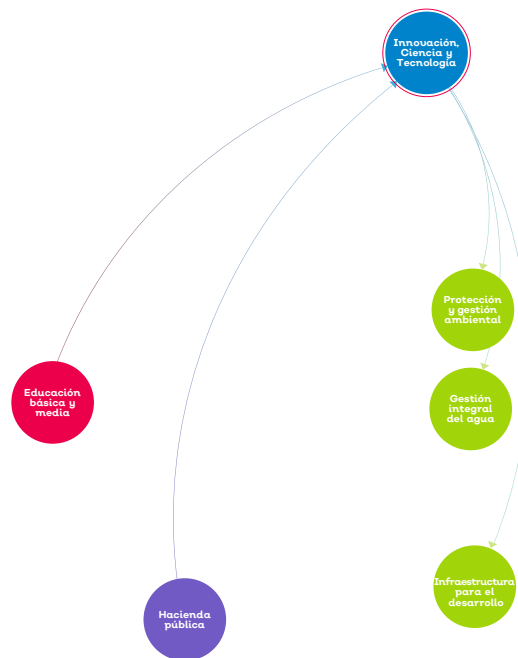 Innovación,
Ciencia y
Tecnología
Protección
y gestión
ambiental
Educación
básica y
media
Gestión
integral
del agua
Infraestructura
para el
desarrollo
Hacienda
pública